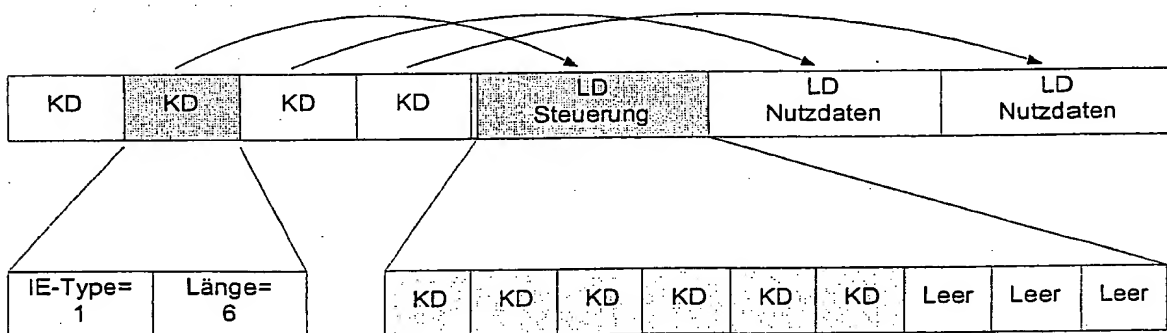 KD KD KD KD LD LD LD
Steuerung Nutzdaten Nutzdaten
IE-Type= Länge= KD KD KD KD KD KD Leer Leer Leer
1 6